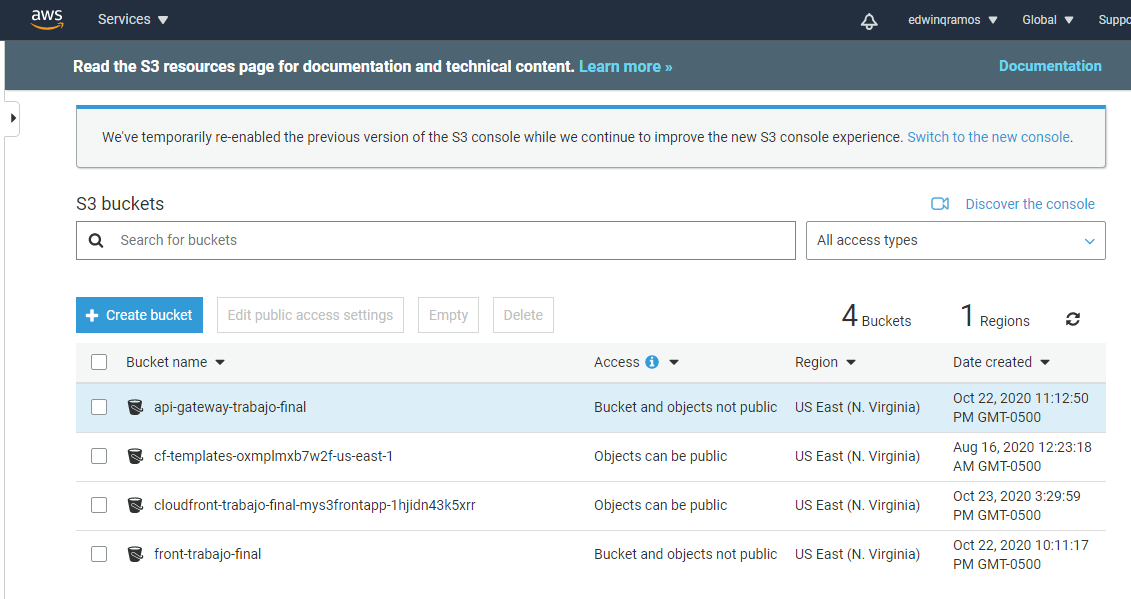 aws Services edwinqramos Global Suppo
Read the S3 resources page for documentation and technical content. Learn more » Documentation
We've temporarily re-enabled the previous version of the S3 console while we continue to improve the new S3 console experience. Switch to the new console.
S3 buckets Discover the console
Search for buckets All access types
Create bucket Edit public access settings Empty Delete 4 Buckets 1 Regions
Bucket name Access Region Date created
api-gateway-trabajo-final Bucket and objects not public US East (N. Virginia) Oct 22, 2020 11:12:50
PM GMT-0500
cf-templates-oxmplmxb7w2f-us-east-1 Objects can be public US East (N. Virginia) Aug 16, 2020 12:23:18
AM GMT-0500
cloudfront-trabajo-final-mys3frontapp-1hjidn43k5xrr Objects can be public US East (N. Virginia) Oct 23, 2020 3:29:59
PM GMT-0500
front-trabajo-final Bucket and objects not public US East (N. Virginia) Oct 22, 2020 10:11:17
PM GMT-0500